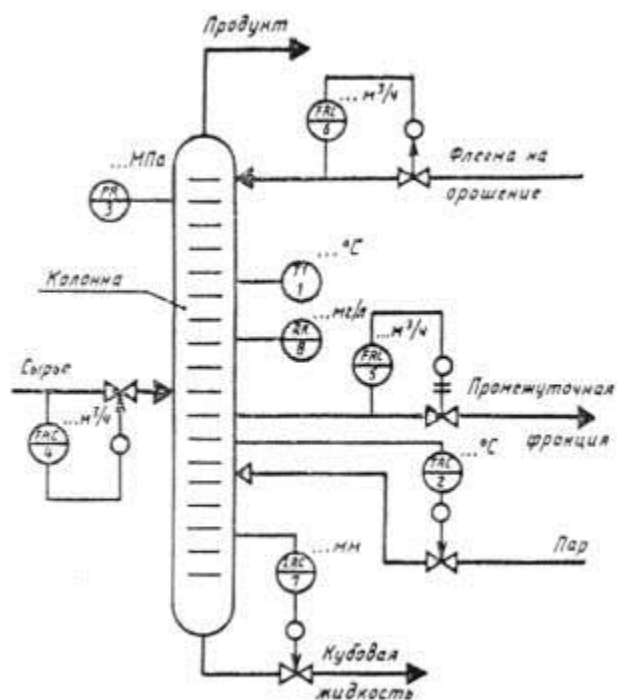 Продукт
...м³/ч
FRC
6
Флегма на
орошение
...МПа
PR
3
...°С
TI
1
Колонна
...мг/л
QR
8
...м³/ч
FRC
5
Сырье
...м³/ч
FRC
4
Промежуточная
фракция
...°С
TRC
2
...мм
LRC
7
Пар
Кубовая
жидкость